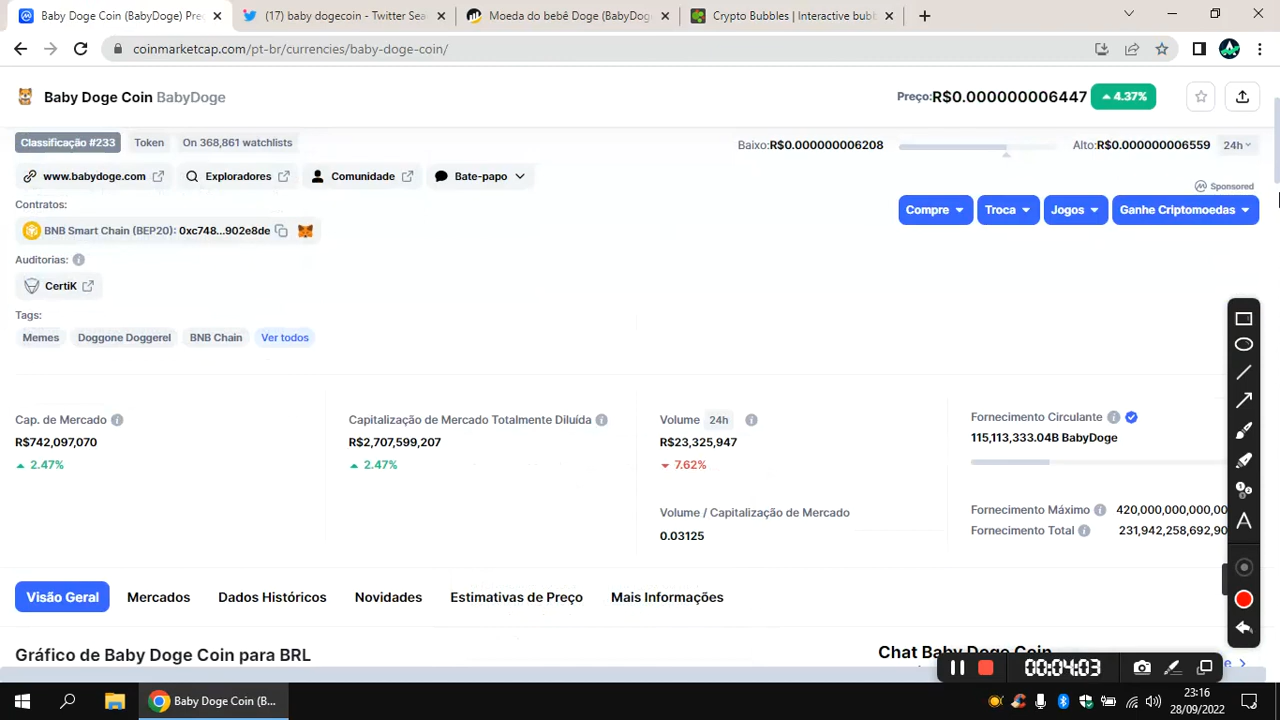 Baby Doge Coin (BabyDoge) Pre
(17) baby dogecoin - Twitter Sea
Moeda do bebê Doge (BabyDog
Crypto Bubbles | Interactive bubb
coinmarketcap.com/pt-br/currencies/baby-doge-coin/
Baby Doge Coin BabyDoge
Preço:R$0.000000006447 4.37%
Classificação #233 Token On 368,861 watchlists
Baixo:R$0.000000006208 Alto:R$0.000000006559 24h
www.babydoge.com Exploradores Comunidade Bate-papo
Sponsored
Contratos:
Compre Troca Jogos Ganhe Criptomoedas
BNB Smart Chain (BEP20): 0xc748...902e8de
Auditorias:
CertiK
Tags:
Memes Doggone Doggerel BNB Chain Ver todos
Cap. de Mercado
R$742,097,070
2.47%
Capitalização de Mercado Totalmente Diluída
R$2,707,599,207
2.47%
Volume 24h
R$23,325,947
7.62%
Volume / Capitalização de Mercado
0.03125
Fornecimento Circulante
115,113,333.04B BabyDoge
Fornecimento Máximo 420,000,000,000,00
Fornecimento Total 231,942,258,692,90
Visão Geral Mercados Dados Históricos Novidades Estimativas de Preço Mais Informações
Gráfico de Baby Doge Coin para BRL
Chat Baby Doge Coin
00:04:03
Baby Doge Coin (B...
23:16
28/09/2022